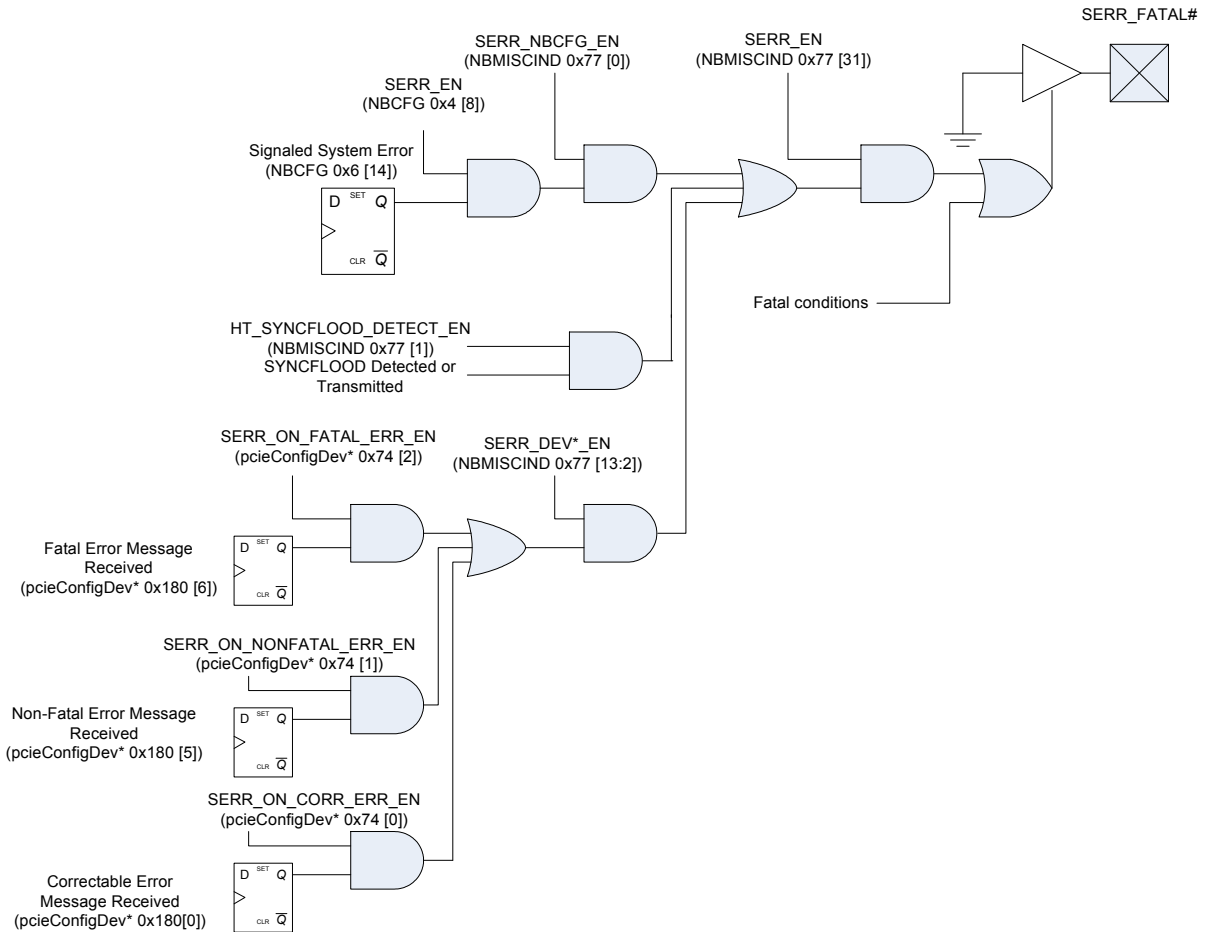 SERR_FATAL#
SERR_NBCFG_EN
(NBMISCIND 0x77 [0])
SERR_EN
(NBMISCIND 0x77 [31])
SERR_EN
(NBCFG 0x4 [8])
Signaled System Error
(NBCFG 0x6 [14])
D SET Q
CLR Q
Fatal conditions
HT_SYNCFLOOD_DETECT_EN
(NBMISCIND 0x77 [1])
SYNCFLOOD Detected or
Transmitted
SERR_ON_FATAL_ERR_EN
(pcieConfigDev* 0x74 [2])
SERR_DEV*_EN
(NBMISCIND 0x77 [13:2])
Fatal Error Message
Received
(pcieConfigDev* 0x180 [6])
D SET Q
CLR Q
SERR_ON_NONFATAL_ERR_EN
(pcieConfigDev* 0x74 [1])
Non-Fatal Error Message
Received
(pcieConfigDev* 0x180 [5])
D SET Q
CLR Q
SERR_ON_CORR_ERR_EN
(pcieConfigDev* 0x74 [0])
Correctable Error
Message Received
(pcieConfigDev* 0x180[0])
D SET Q
CLR Q